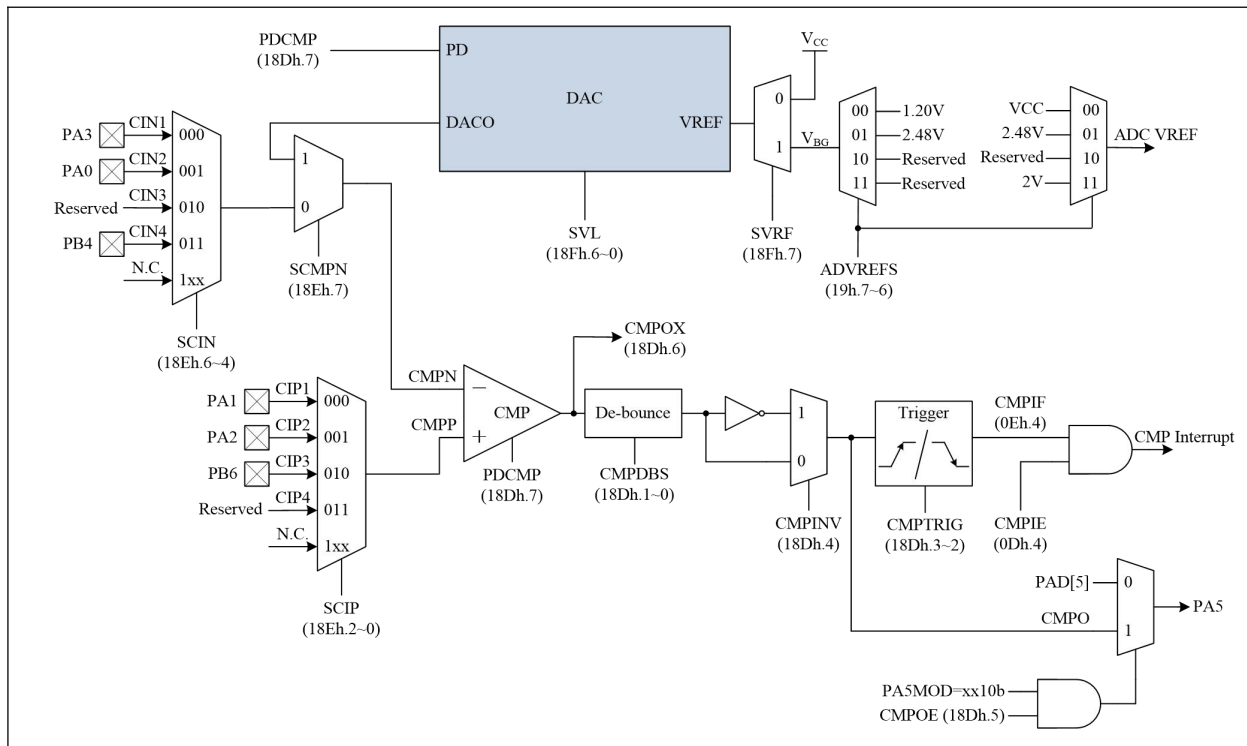 PDCMP
(18Dh.7)
PD
DAC
DACO
VREF
SVL
(18Fh.6~0)
VCC
0
1
VBG
SVRF
(18Fh.7)
00
01
10
11
1.20V
2.48V
Reserved
Reserved
ADVREFS
(19h.7~6)
VCC
2.48V
Reserved
2V
00
01
10
11
ADC VREF
PA3
CIN1
000
PA0
CIN2
001
Reserved
CIN3
010
PB4
CIN4
011
N.C.
1xx
SCIN
(18Eh.6~4)
1
0
SCMPN
(18Eh.7)
PA1
CIP1
000
PA2
CIP2
001
PB6
CIP3
010
Reserved
CIP4
011
N.C.
1xx
SCIP
(18Eh.2~0)
CMPN
CMPP
−
+
CMP
PDCMP
(18Dh.7)
CMPOX
(18Dh.6)
De-bounce
CMPDBS
(18Dh.1~0)
1
0
CMPINV
(18Dh.4)
Trigger
CMPTRIG
(18Dh.3~2)
CMPIF
(0Eh.4)
CMPIE
(0Dh.4)
CMP Interrupt
PAD[5]
0
CMPO
1
PA5
PA5MOD=xx10b
CMPOE (18Dh.5)